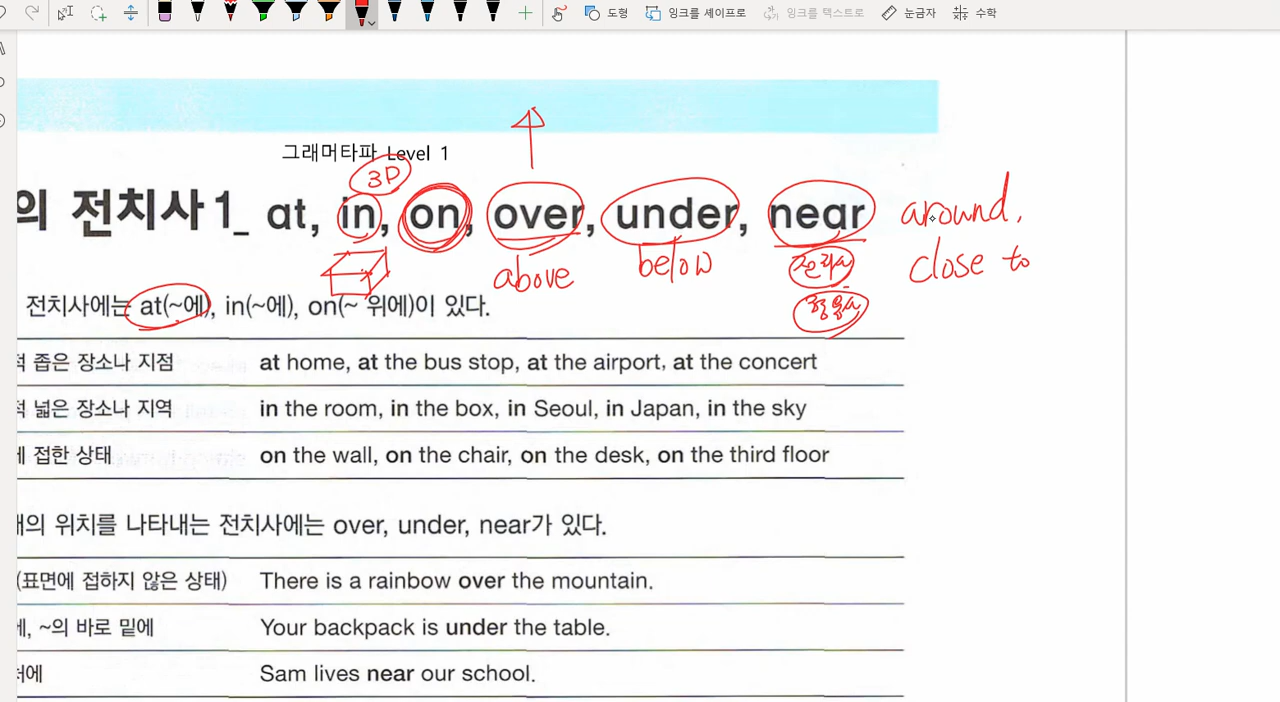 도형 잉크를 셰이프로 잉크를 텍스트로 눈금자 수학
그래머타파 Level 1
3D
의 전치사1_ at, in, on, over, under, near around,
above below 전치사 close to
형용사
전치사에는 at(~에), in(~에), on(~ 위에)이 있다.
적 좁은 장소나 지점 at home, at the bus stop, at the airport, at the concert
적 넓은 장소나 지역 in the room, in the box, in Seoul, in Japan, in the sky
에 접한 상태 on the wall, on the chair, on the desk, on the third floor
의 위치를 나타내는 전치사에는 over, under, near가 있다.
(표면에 접하지 않은 상태) There is a rainbow over the mountain.
에, ~의 바로 밑에 Your backpack is under the table.
처에 Sam lives near our school.